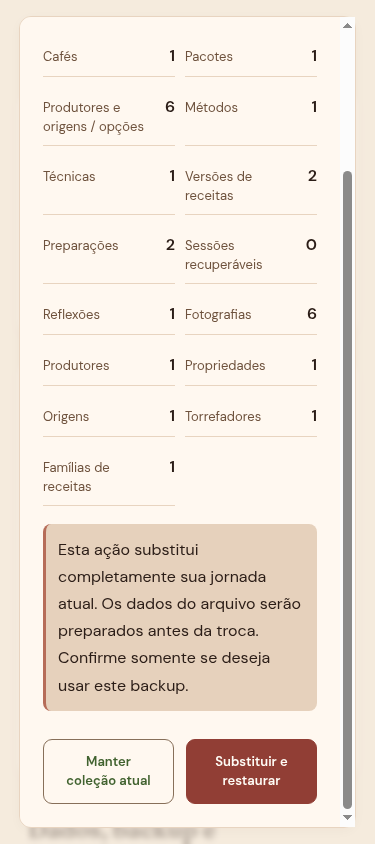 Cafés 1 Pacotes 1
Produtores e 6 Métodos 1
origens / opções
Técnicas 1 Versões de 2
receitas
Preparações 2 Sessões 0
recuperáveis
Reflexões 1 Fotografias 6
Produtores 1 Propriedades 1
Origens 1 Torrefadores 1
Famílias de 1
receitas
Esta ação substitui
completamente sua jornada
atual. Os dados do arquivo serão
preparados antes da troca.
Confirme somente se deseja
usar este backup.
Manter Substituir e
coleção atual restaurar